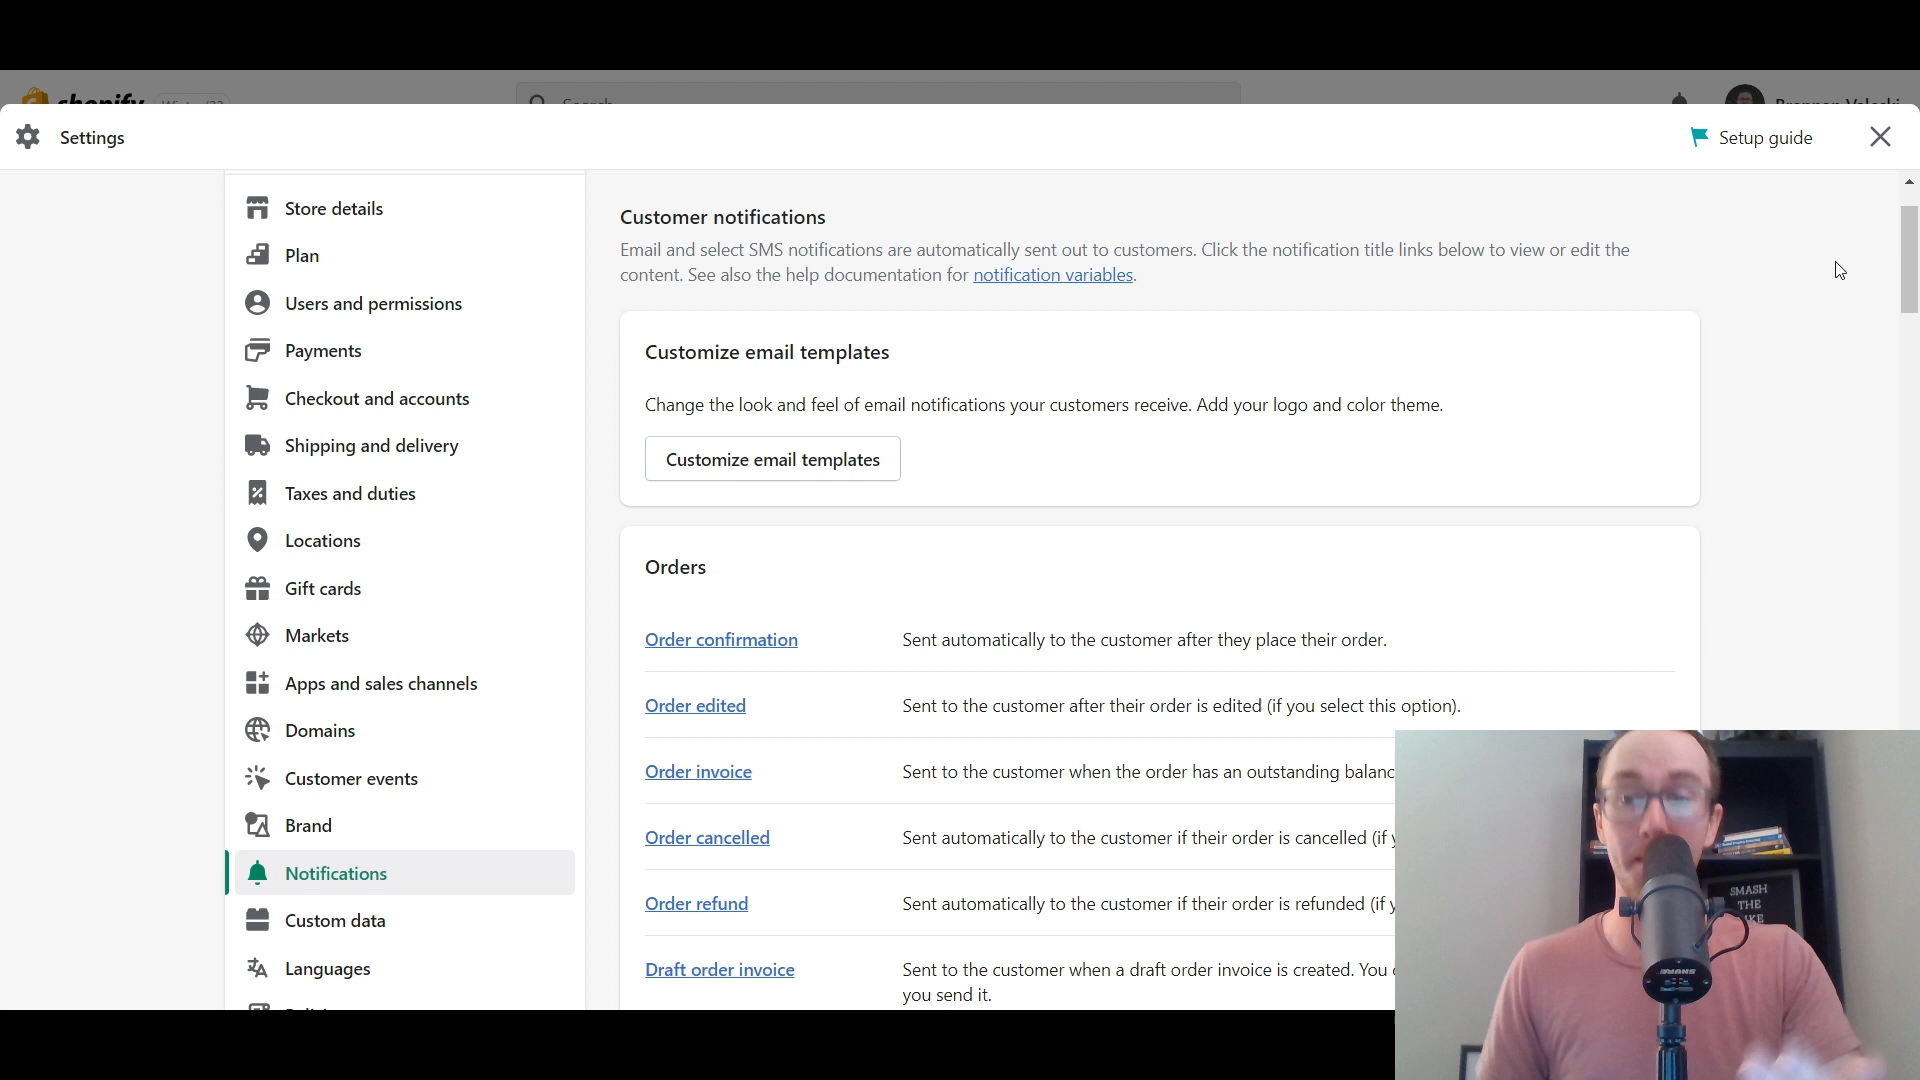 Settings
Setup guide
Store details
Plan
Users and permissions
Payments
Checkout and accounts
Shipping and delivery
Taxes and duties
Locations
Gift cards
Markets
Apps and sales channels
Domains
Customer events
Brand
Notifications
Custom data
Languages
Customer notifications
Email and select SMS notifications are automatically sent out to customers. Click the notification title links below to view or edit the
content. See also the help documentation for notification variables.
Customize email templates
Change the look and feel of email notifications your customers receive. Add your logo and color theme.
Customize email templates
Orders
Order confirmation Sent automatically to the customer after they place their order.
Order edited Sent to the customer after their order is edited (if you select this option).
Order invoice Sent to the customer when the order has an outstanding balanc
Order cancelled Sent automatically to the customer if their order is cancelled (if
Order refund Sent automatically to the customer if their order is refunded (if
Draft order invoice Sent to the customer when a draft order invoice is created. You
you send it.
SMASH
THE